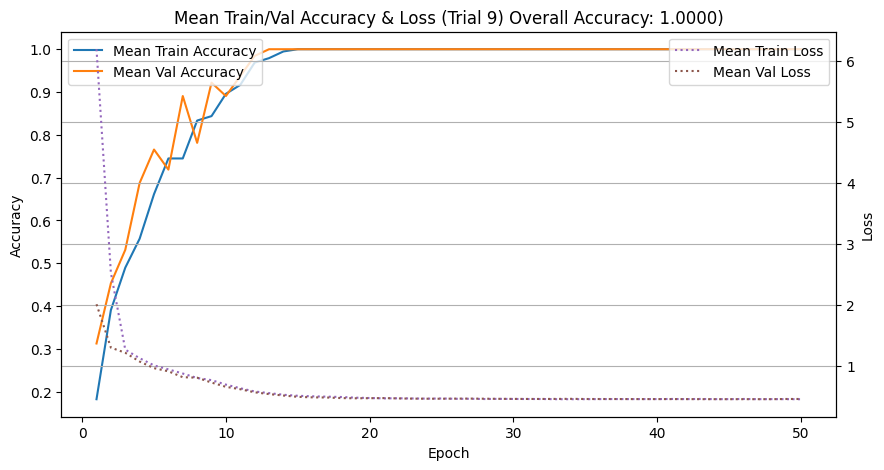 Mean Train/Val Accuracy & Loss (Trial 9) Overall Accuracy: 1.0000)
Mean Train Accuracy
Mean Val Accuracy
Mean Train Loss
Mean Val Loss
Accuracy
1.0
0.9
0.8
0.7
0.6
0.5
0.4
0.3
0.2
6
5
4
3
2
1
Loss
0 10 20 30 40 50
Epoch